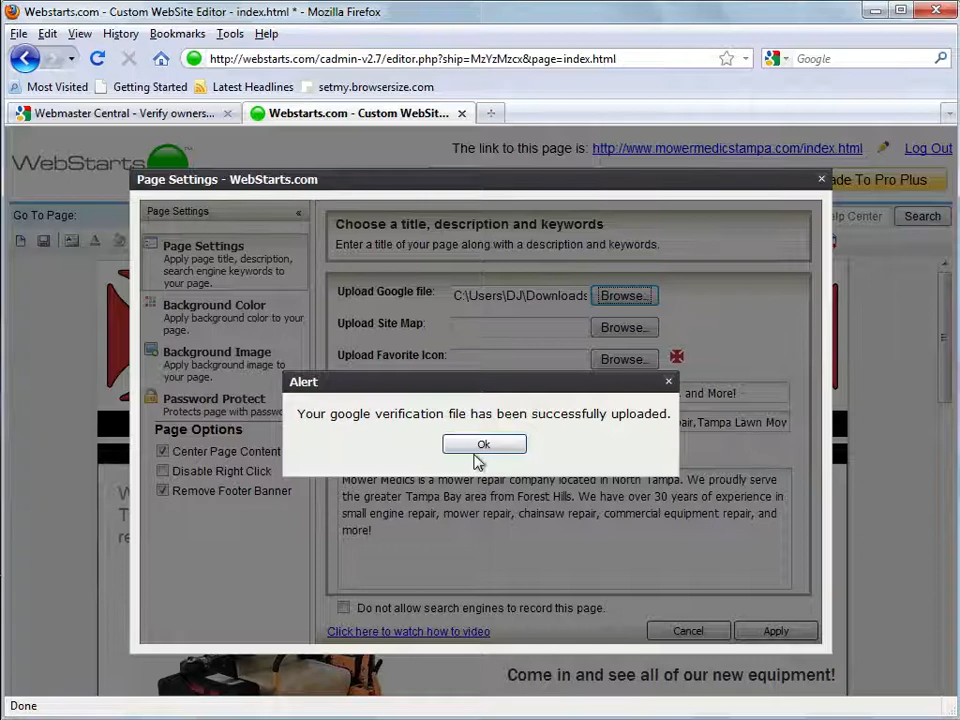 Webstarts.com - Custom WebSite Editor - index.html * - Mozilla Firefox
File Edit View History Bookmarks Tools Help
http://webstarts.com/cadmin-v2.7/editor.php?ship=MzYzMzcx&page=index.html
Google
Most Visited Getting Started Latest Headlines setmy.browsersize.com
Webmaster Central - Verify owners... Webstarts.com - Custom WebSit...
WebStarts
The link to this page is: http://www.mowermedicstampa.com/index.html Log Out
Page Settings - WebStarts.com
de To Pro Plus
Go To Page:
Help Center Search
Page Settings «
Page Settings
Apply page title, description,
search engine keywords to
your page.
Background Color
Apply background color to your
page.
Background Image
Apply background image to
your page.
Password Protect
Protects page with passwo
Page Options
Center Page Content
Disable Right Click
Remove Footer Banner
Choose a title, description and keywords
Enter a title of your page along with a description and keywords.
Upload Google file: C:\Users\DJ\Downloads Browse..
Upload Site Map: Browse...
Upload Favorite Icon: Browse...
and More!
pair,Tampa Lawn Mov
Alert
Your google verification file has been successfully uploaded.
Ok
Mower Medics is a mower repair company located in North Tampa. We proudly serve
the greater Tampa Bay area from Forest Hills. We have over 30 years of experience in
small engine repair, mower repair, chainsaw repair, commercial equipment repair, and
more!
Do not allow search engines to record this page.
Click here to watch how to video
Cancel Apply
Come in and see all of our new equipment!
Done